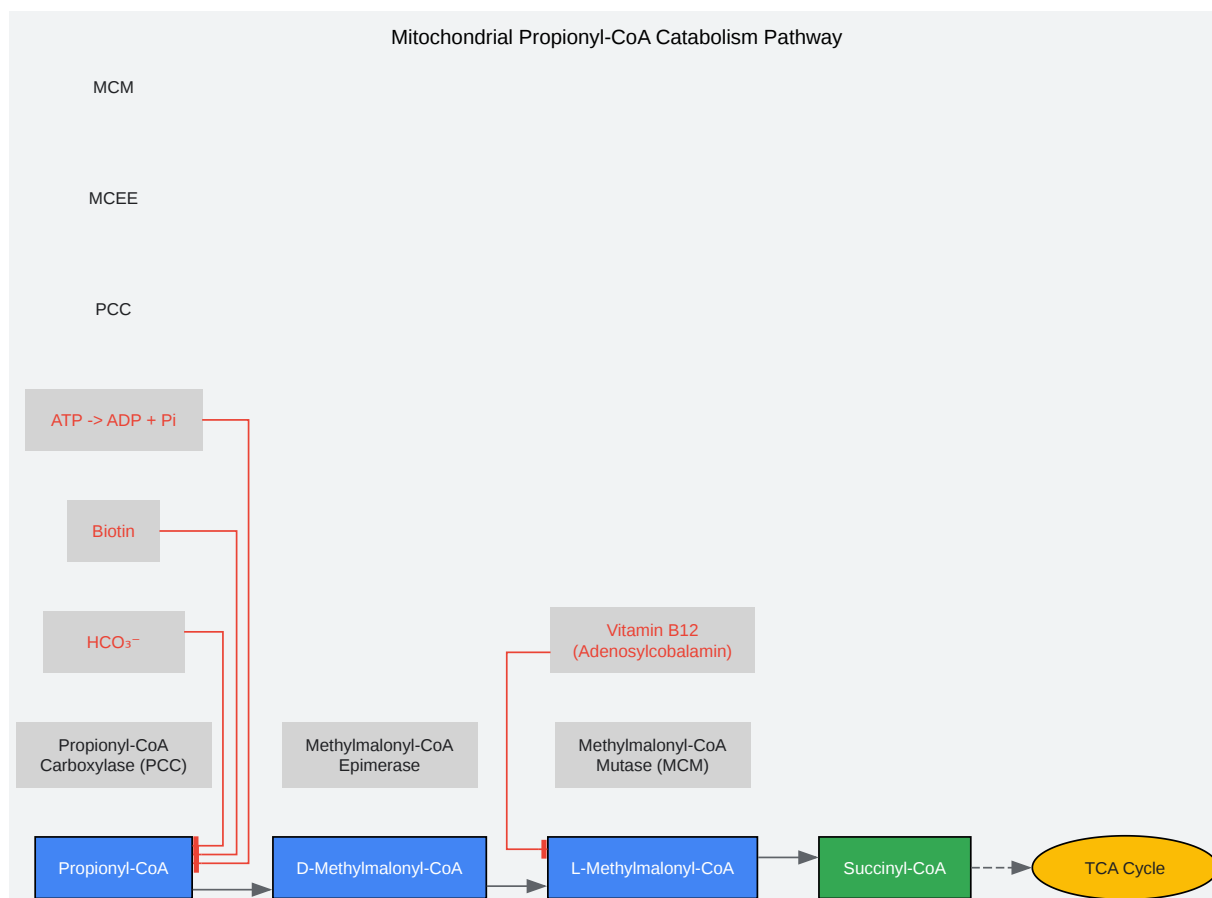 Mitochondrial Propionyl-CoA Catabolism Pathway
MCM
MCEE
PCC
ATP -> ADP + Pi
Biotin
HCO₃⁻
Vitamin B12
(Adenosylcobalamin)
Propionyl-CoA
Carboxylase (PCC)
Methylmalonyl-CoA
Epimerase
Methylmalonyl-CoA
Mutase (MCM)
Propionyl-CoA
D-Methylmalonyl-CoA
L-Methylmalonyl-CoA
Succinyl-CoA
TCA Cycle